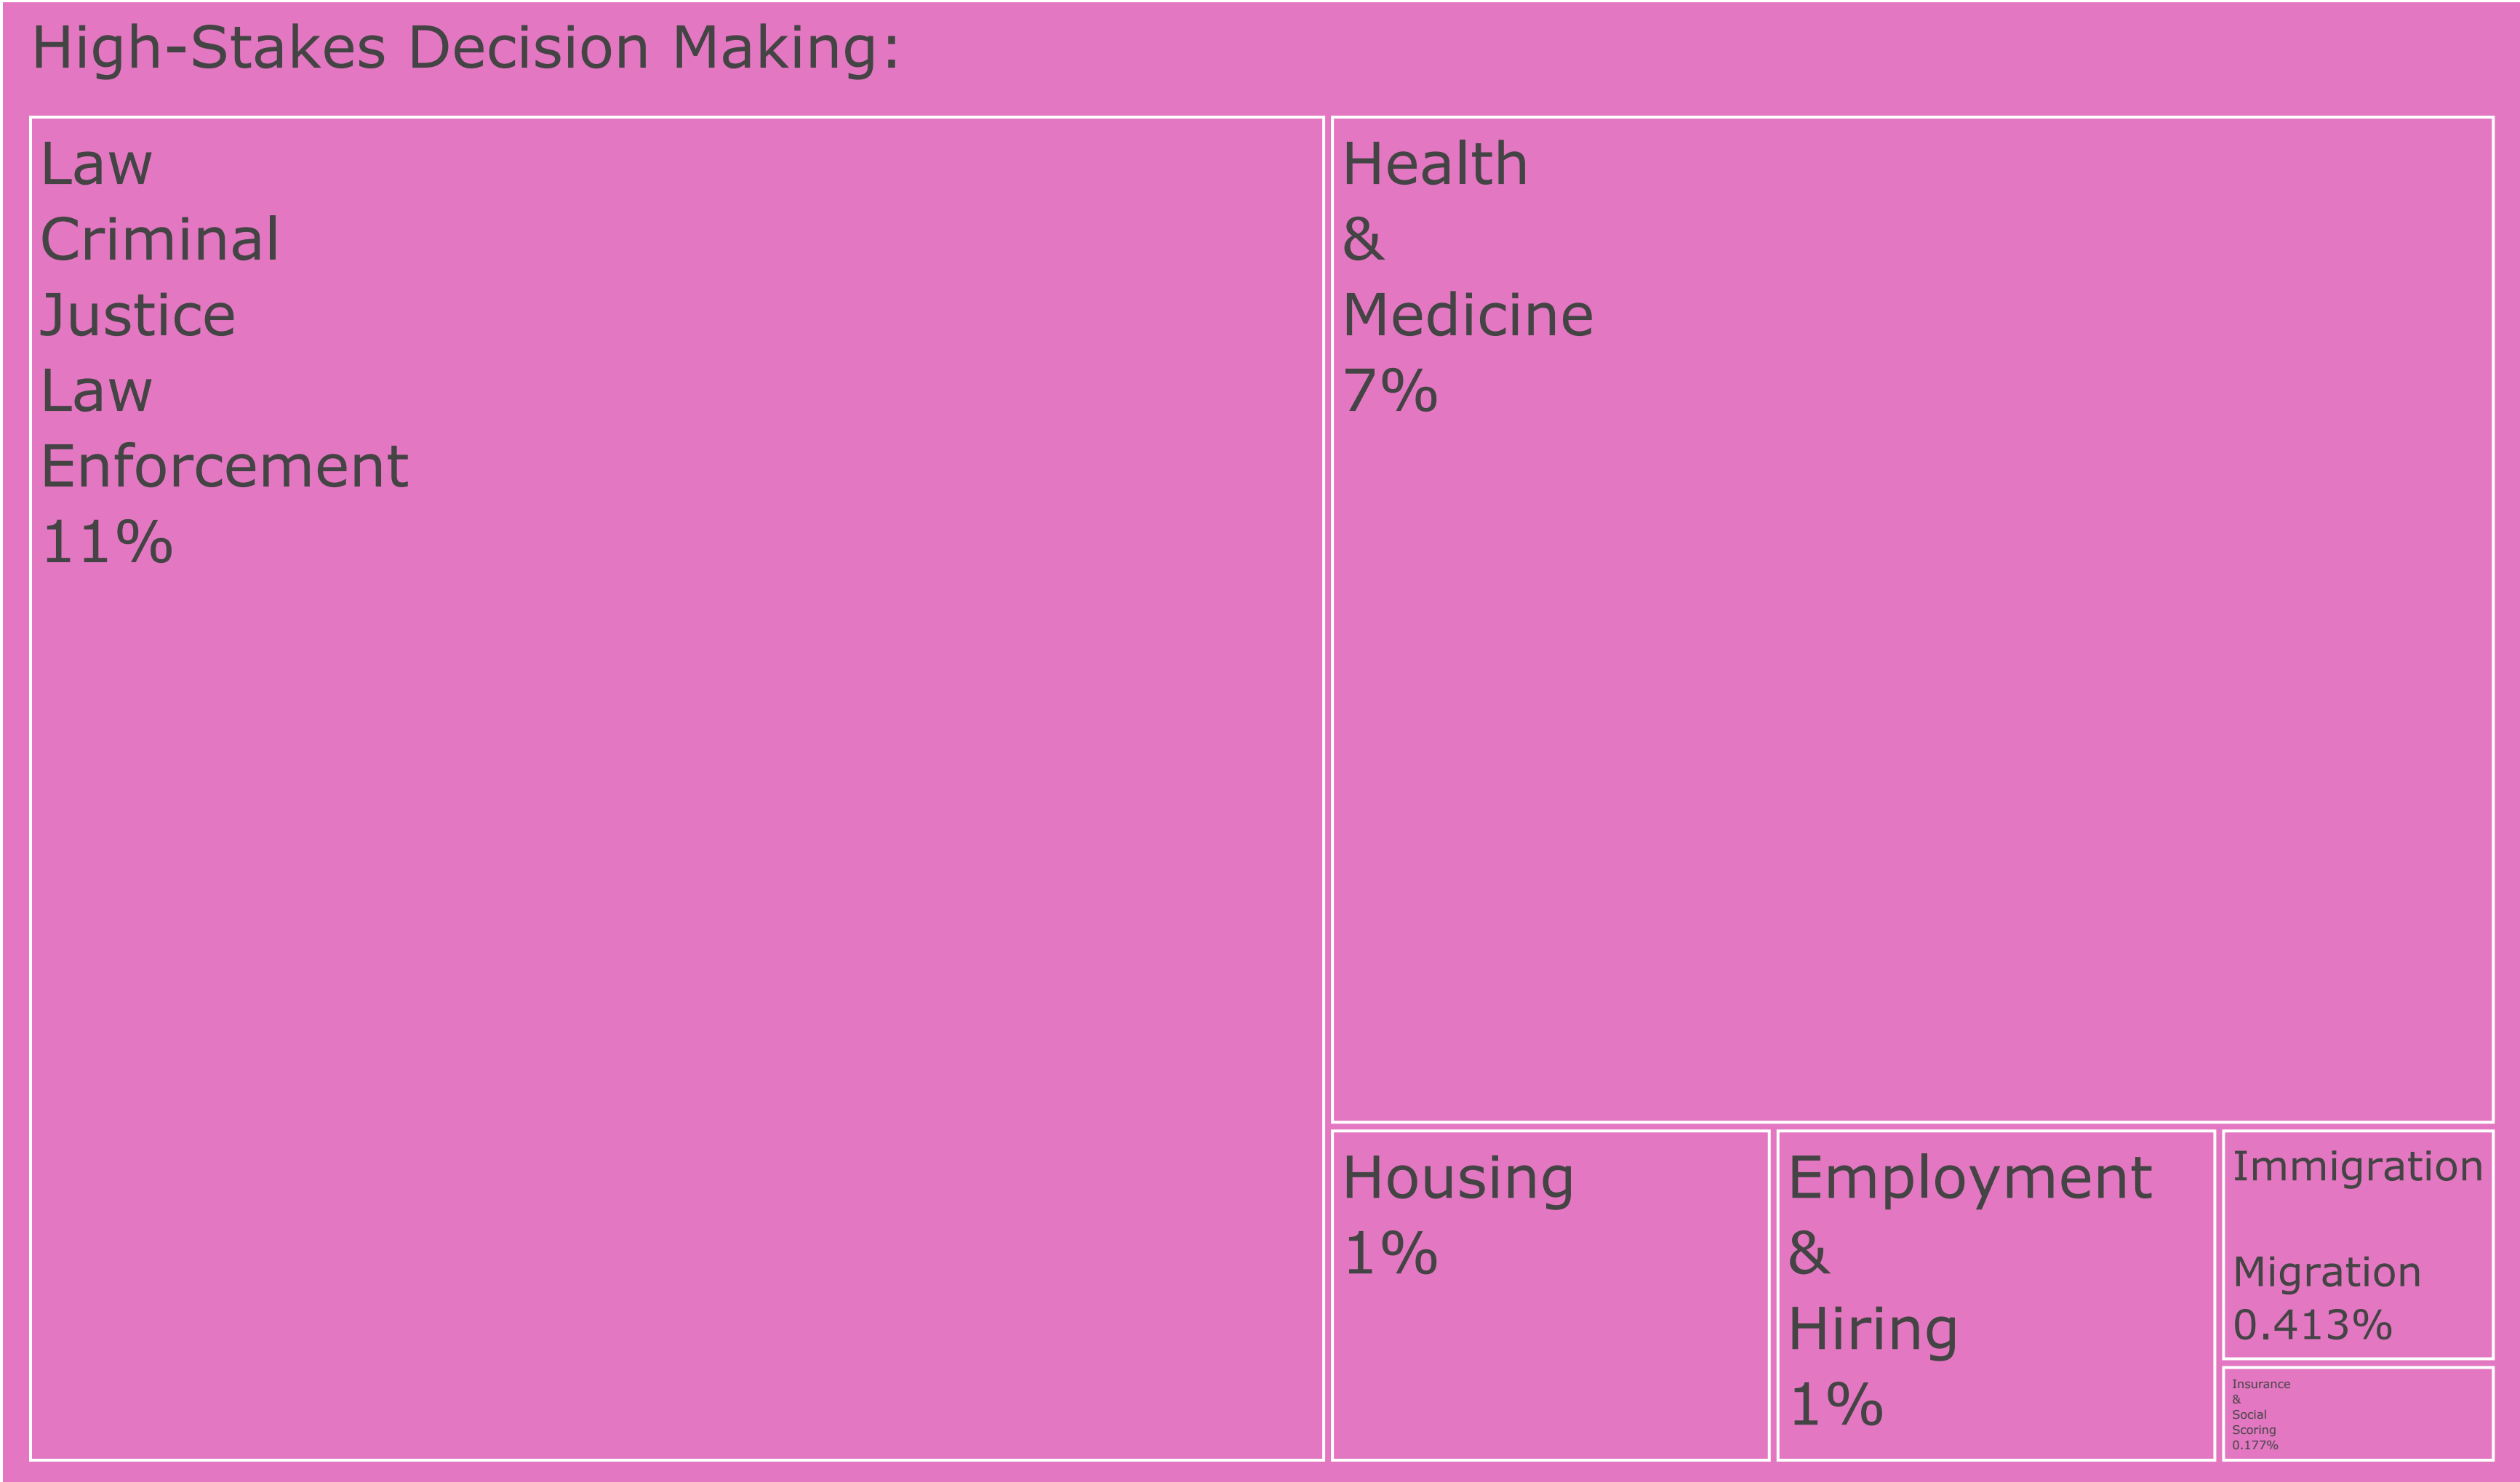 High-Stakes Decision Making:
Law
Criminal
Justice
Law
Enforcement
11%
Health
&
Medicine
7%
Housing
1%
Employment
&
Hiring
1%
Immigration
Migration
0.413%
Insurance
&
Social
Scoring
0.177%